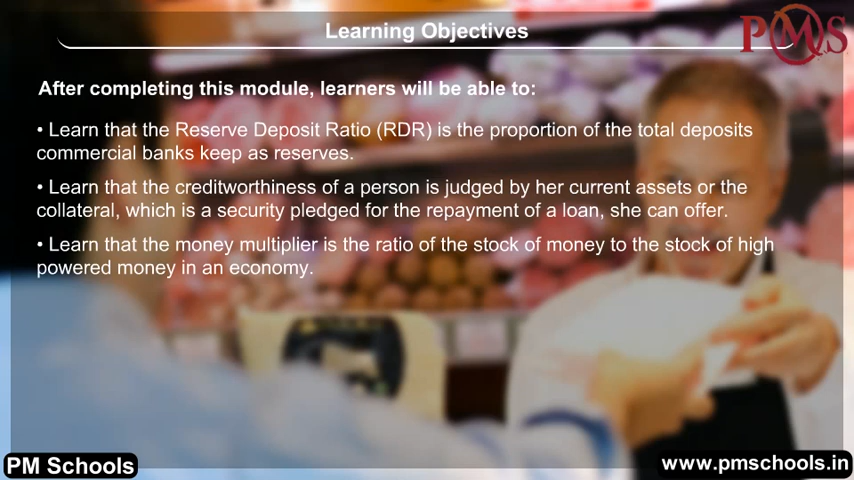 Learning Objectives
PMS
After completing this module, learners will be able to:
• Learn that the Reserve Deposit Ratio (RDR) is the proportion of the total deposits
commercial banks keep as reserves.
• Learn that the creditworthiness of a person is judged by her current assets or the
collateral, which is a security pledged for the repayment of a loan, she can offer.
• Learn that the money multiplier is the ratio of the stock of money to the stock of high
powered money in an economy.
PM Schools
www.pmschools.in